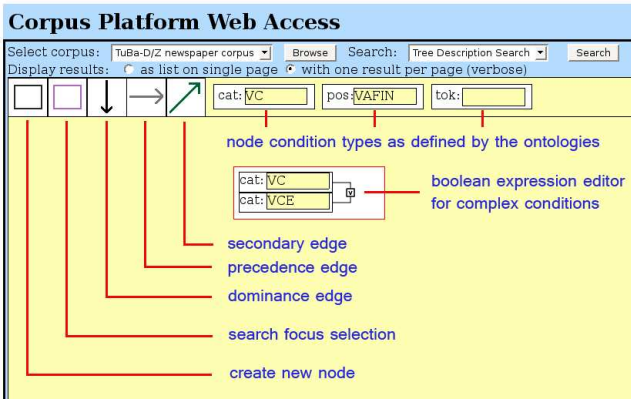 Corpus Platform Web Access
Select corpus: TuBa-D/Z newspaper corpus Browse Search: Tree Description Search Search
Display results: as list on single page with one result per page (verbose)
cat: VC pos: VAFIN tok:
node condition types as defined by the ontologies
cat: VC
v
cat: VCE
boolean expression editor
for complex conditions
secondary edge
precedence edge
dominance edge
search focus selection
create new node